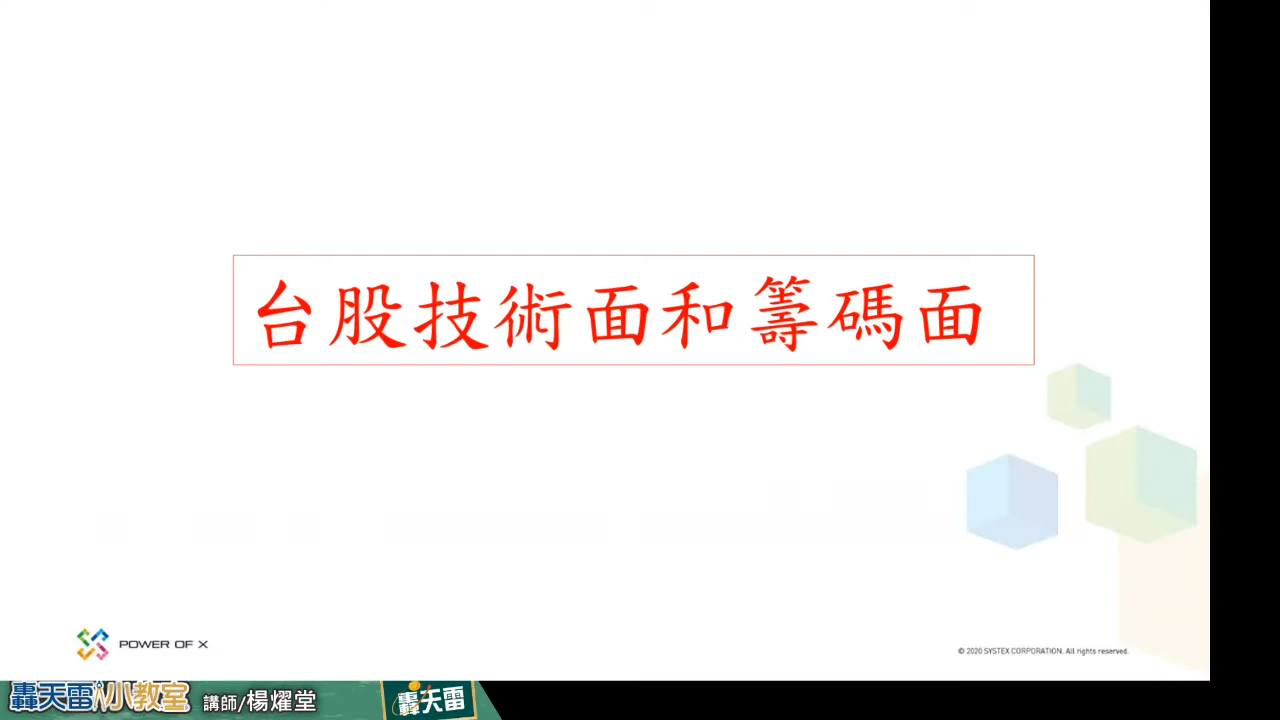 台股技術面和籌碼面
POWER OF X
© 2020 SYSTEX CORPORATION. All rights reserved.
轟天雷小教室 講師/楊燿堂
轟天雷